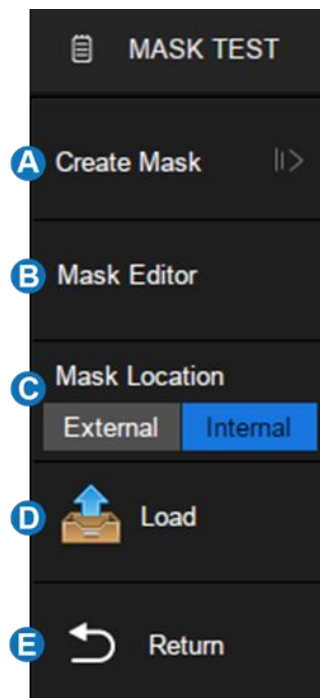 MASK TEST
A Create Mask
B Mask Editor
C Mask Location
External Internal
D Load
E Return